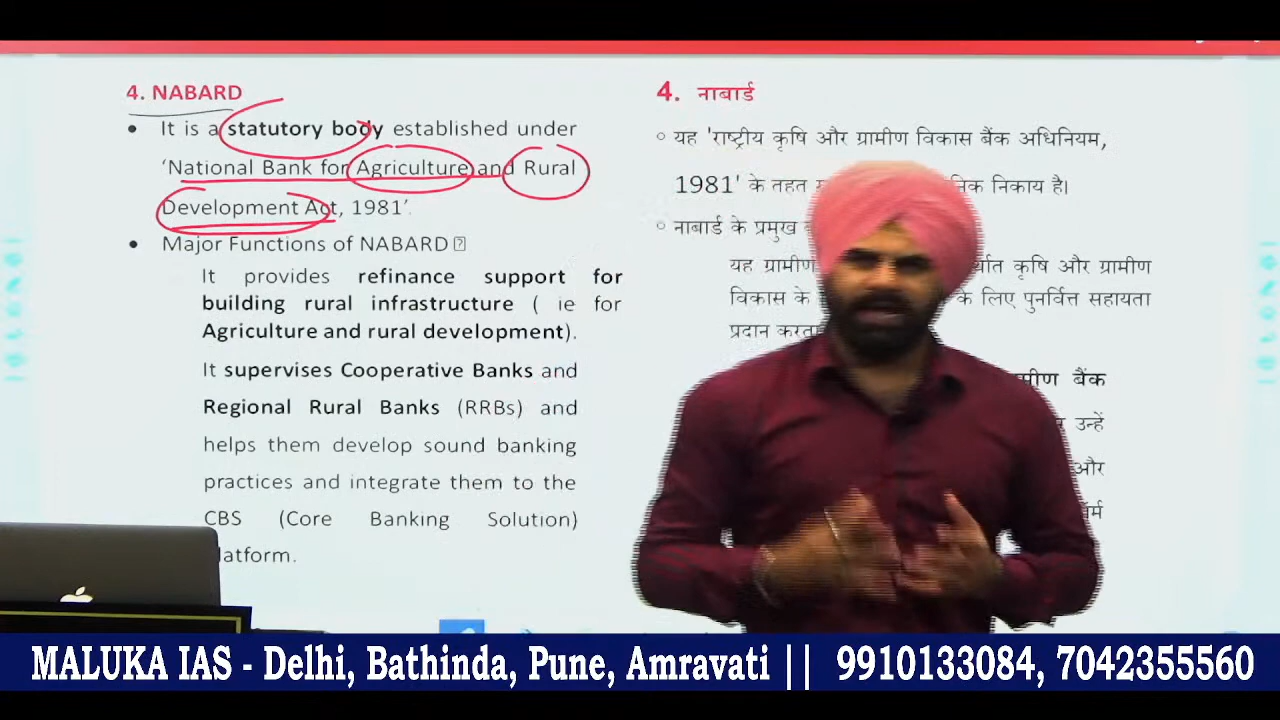 4. NABARD
• It is a statutory body established under
‘National Bank for Agriculture and Rural
Development Act, 1981’.
• Major Functions of NABARD
It provides refinance support for
building rural infrastructure ( ie for
Agriculture and rural development).
It supervises Cooperative Banks and
Regional Rural Banks (RRBs) and
helps them develop sound banking
practices and integrate them to the
CBS (Core Banking Solution)
latform.
4. नाबार्ड
यह 'राष्ट्रीय कृषि और ग्रामीण विकास बैंक अधिनियम,
1981' के तहत निकाय है।
नाबार्ड के प्रमुख
यह ग्रामीण कृषि और ग्रामीण
विकास के के लिए पुनर्वित्त सहायता
प्रदान
बैंक
उन्हें
और
MALUKA IAS - Delhi, Bathinda, Pune, Amravati || 9910133084, 7042355560